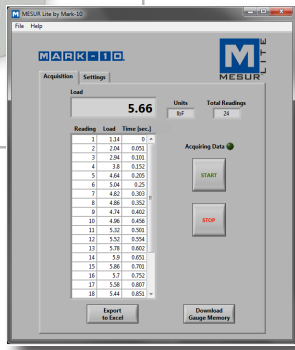 MESUR Lite by Mark-10
File Help
MARK-10
M
MESUR
LITE
Acquisition Settings
Load
5.66
Units
lbF
Total Readings
24
Reading Load Time [sec.]
1 1.14 0
2 2.04 0.051
3 2.94 0.101
4 3.8 0.152
5 4.64 0.205
6 5.04 0.25
7 4.82 0.303
8 4.86 0.352
9 4.74 0.402
10 4.96 0.456
11 5.32 0.501
12 5.52 0.554
13 5.78 0.602
14 5.9 0.651
15 5.86 0.701
16 5.7 0.752
17 5.58 0.807
18 5.44 0.851
Acquiring Data
START
STOP
Export
to Excel
Download
Gauge Memory